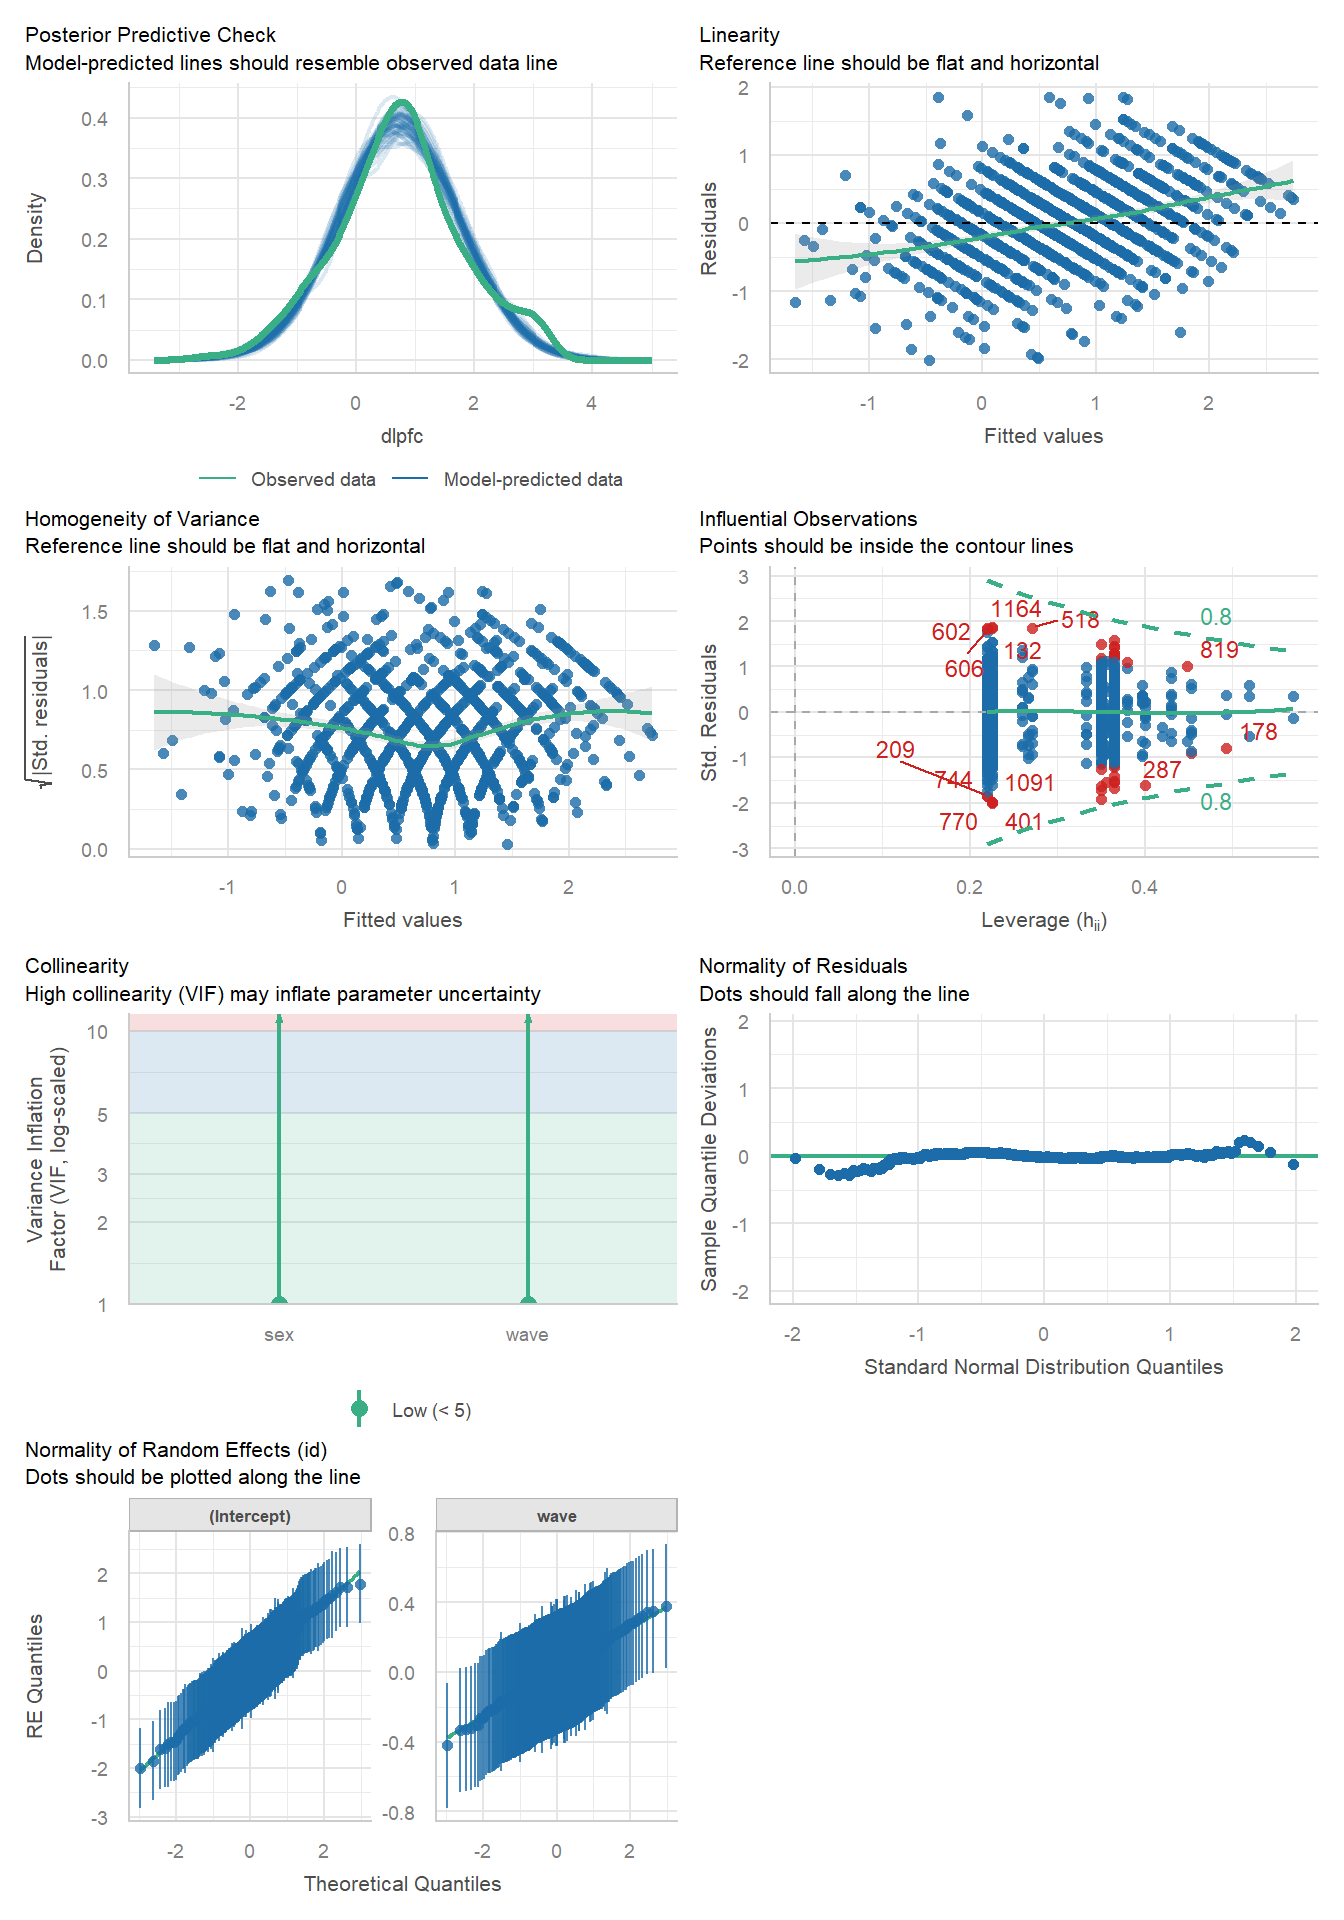 Posterior Predictive Check
Model-predicted lines should resemble observed data line
Density
0.4
0.3
0.2
0.1
0.0
-2
0
2
4
dlpfc
Observed data
Model-predicted data
Linearity
Reference line should be flat and horizontal
Residuals
2
1
0
-1
-2
-1
0
1
2
Fitted values
Homogeneity of Variance
Reference line should be flat and horizontal
√|Std. residuals|
1.5
1.0
0.5
0.0
-1
0
1
2
Fitted values
Influential Observations
Points should be inside the contour lines
Std. Residuals
3
2
1
0
-1
-2
-3
1164
518
602
132
606
0.8
819
209
178
744
1091
287
770
401
0.8
0.0
0.2
0.4
Leverage (hii)
Collinearity
High collinearity (VIF) may inflate parameter uncertainty
Variance Inflation
Factor (VIF, log-scaled)
10
5
3
2
1
sex
wave
Low (< 5)
Normality of Residuals
Dots should fall along the line
Sample Quantile Deviations
2
1
0
-1
-2
-2
-1
0
1
2
Standard Normal Distribution Quantiles
Normality of Random Effects (id)
Dots should be plotted along the line
RE Quantiles
(Intercept)
2
1
0
-1
-2
-3
-2
0
2
wave
0.8
0.4
0.0
-0.4
-0.8
-2
0
2
Theoretical Quantiles